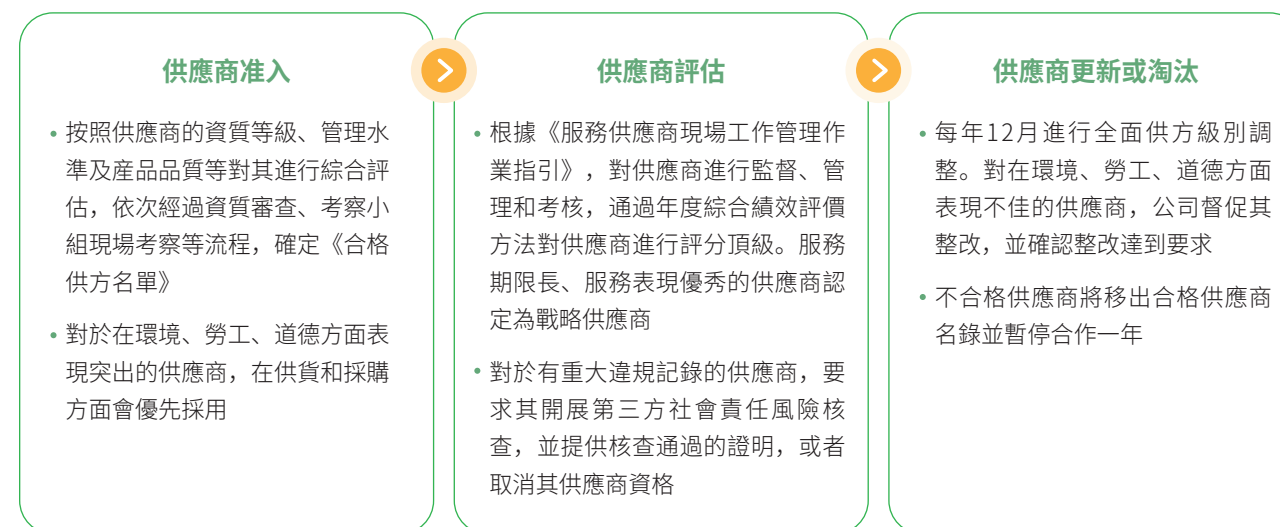 供應商准入
• 按照供應商的資質等級、管理水
準及産品品質等對其進行綜合評
估，依次經過資質審查、考察小
組現場考察等流程，確定《合格
供方名單》
• 對於在環境、勞工、道德方面表
現突出的供應商，在供貨和採購
方面會優先採用
供應商評估
• 根據《服務供應商現場工作管理作
業指引》，對供應商進行監督、管
理和考核，通過年度綜合績效評價
方法對供應商進行評分頂級。服務
期限長、服務表現優秀的供應商認
定為戰略供應商
• 對於有重大違規記錄的供應商，要
求其開展第三方社會責任風險核
查，並提供核查通過的證明，或者
取消其供應商資格
供應商更新或淘汰
• 每年12月進行全面供方級別調
整。對在環境、勞工、道德方面
表現不佳的供應商，公司督促其
整改，並確認整改達到要求
• 不合格供應商將移出合格供應商
名錄並暫停合作一年